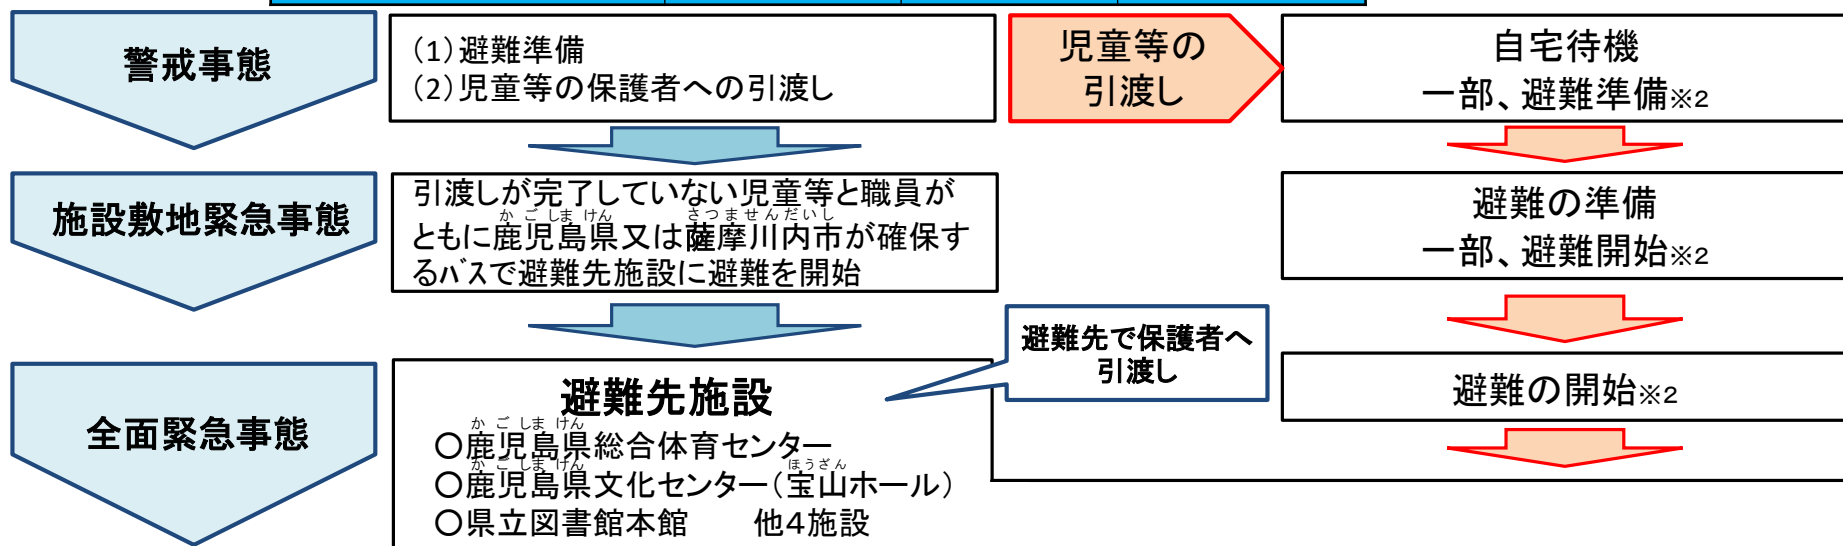 警戒事態
(1)避難準備
(2)児童等の保護者への引渡し
児童等の
引渡し
自宅待機
一部、避難準備※2
施設敷地緊急事態
引渡しが完了していない児童等と職員が
かごしまけん さつませんだいし
ともに鹿児島県又は薩摩川内市が確保す
るバスで避難先施設に避難を開始
避難の準備
一部、避難開始※2
避難先で保護者へ
引渡し
全面緊急事態
避難先施設
かごしまけん
○鹿児島県総合体育センター
かごしまけん ほうざん
○鹿児島県文化センター(宝山ホール)
○県立図書館本館 他4施設
避難の開始※2